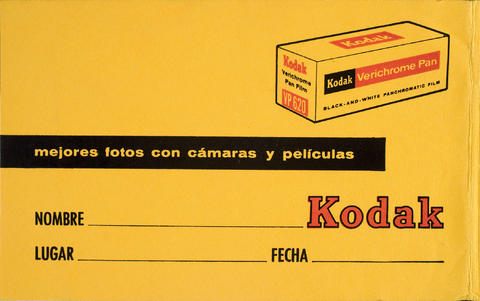 Kodak
Kodak
Verichrome
Pan Film
VP 620
Kodak Verichrome Pan
BLACK-AND-WHITE PANCHROMATIC FILM
mejores fotos con cámaras y películas
Kodak
NOMBRE
LUGAR FECHA